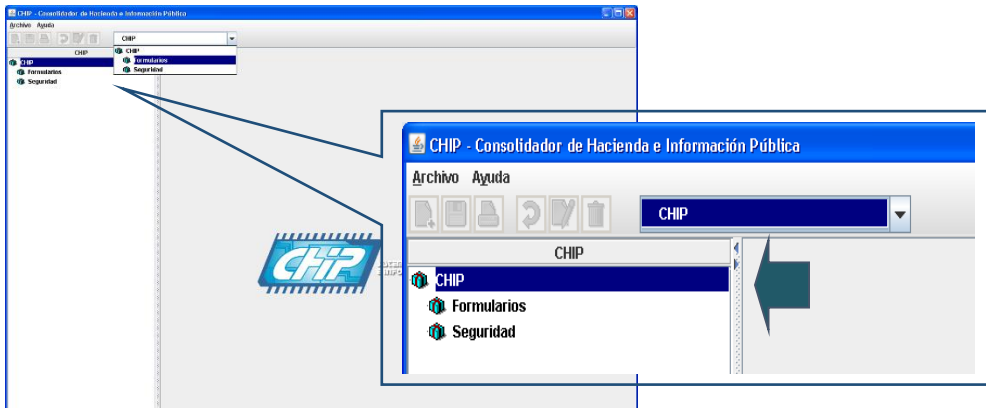 CHIP - Consolidador de Hacienda e Información Pública
Archivo Ayuda
CHIP
CHIP
CHIP
Formularios
Seguridad
CHIP
Formularios
Seguridad
CHIP
CHIP - Consolidador de Hacienda e Información Pública
Archivo Ayuda
CHIP
CHIP
CHIP
Formularios
Seguridad